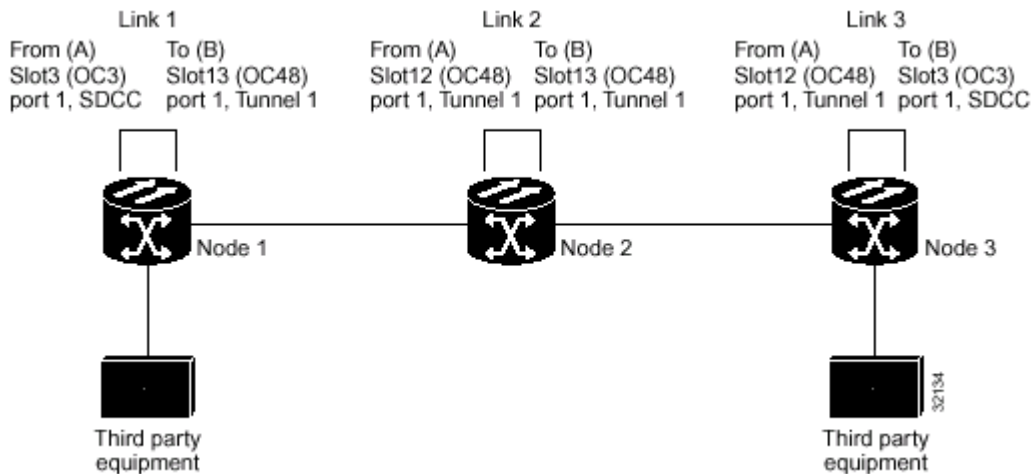 Link 1
From (A)
Slot3 (OC3)
port 1, SDCC
To (B)
Slot13 (OC48)
port 1, Tunnel 1
Link 2
From (A)
Slot12 (OC48)
port 1, Tunnel 1
To (B)
Slot13 (OC48)
port 1, Tunnel 1
Link 3
From (A)
Slot12 (OC48)
port 1, Tunnel 1
To (B)
Slot3 (OC3)
port 1, SDCC
Node 1
Node 2
Node 3
Third party
equipment
Third party
equipment
32134